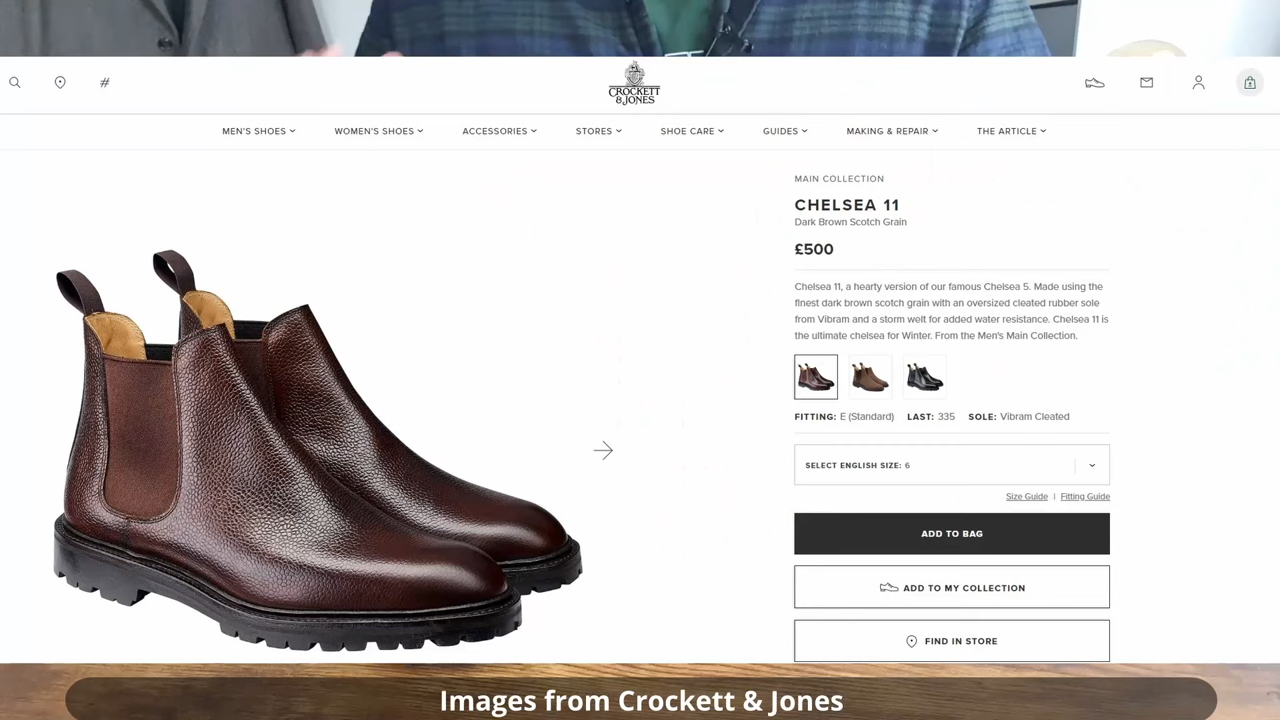 CROCKETT
& JONES
MEN'S SHOES
WOMEN'S SHOES
ACCESSORIES
STORES
SHOE CARE
GUIDES
MAKING & REPAIR
THE ARTICLE
MAIN COLLECTION
CHELSEA 11
Dark Brown Scotch Grain
£500
Chelsea 11, a hearty version of our famous Chelsea 5. Made using the
finest dark brown scotch grain with an oversized cleated rubber sole
from Vibram and a storm welt for added water resistance. Chelsea 11 is
the ultimate chelsea for Winter. From the Men's Main Collection.
FITTING: E (Standard) LAST: 335 SOLE: Vibram Cleated
SELECT ENGLISH SIZE: 6
Size Guide | Fitting Guide
ADD TO BAG
ADD TO MY COLLECTION
FIND IN STORE
Images from Crockett & Jones